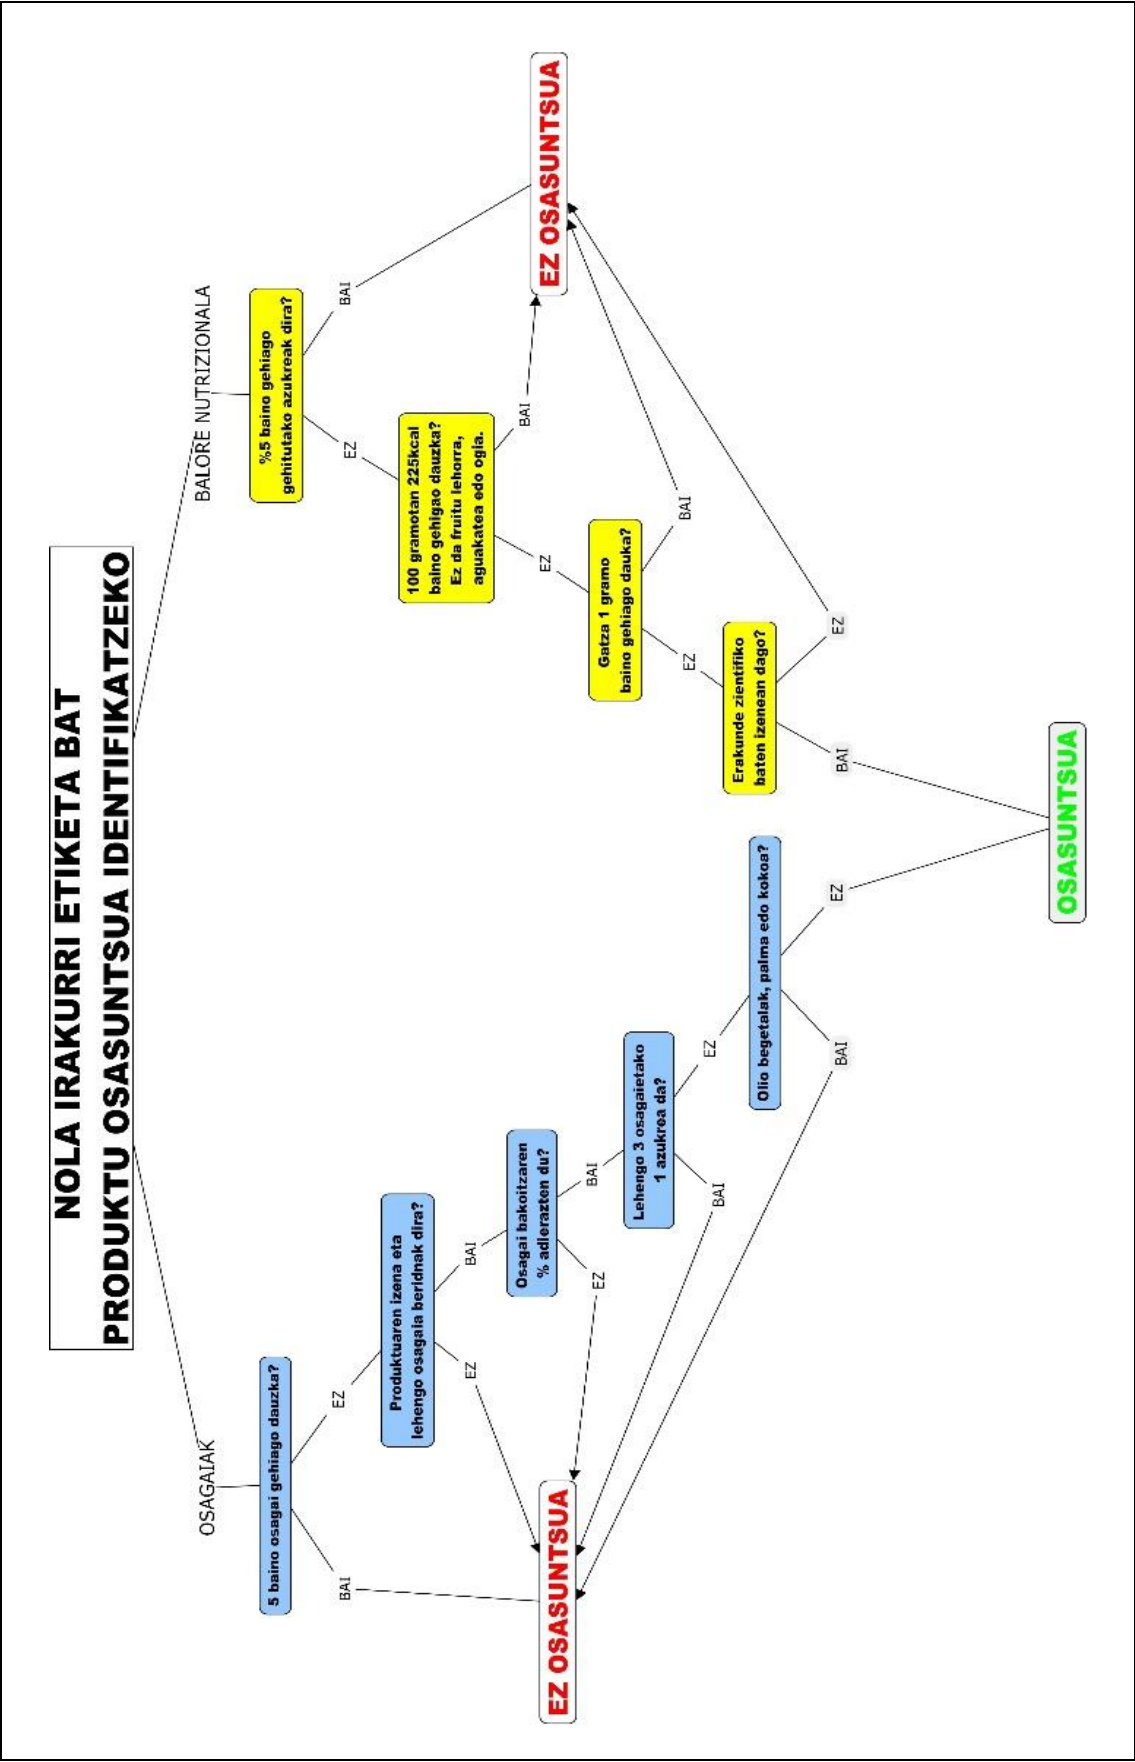 NOLA IRAKURRI ETIKETA BAT
PRODUKTU OSASUNTSUA IDENTIFIKATZEKO
OSAGAIAK
5 baino osagai gehiago dauzka?
BAI
EZ
Produktuaren izena eta
lehengo osagaia beridnak dira?
EZ
BAI
Osagai bakoitzaren
% adierazten du?
EZ
BAI
Lehengo 3 osagaietako
1 azukrea da?
BAI
EZ
Olio begetalak, palma edo kokoa?
BAI
EZ
EZ OSASUNTSUA
BALORE NUTRIZIONALA
%5 baino gehiago
gehitutako azukreak dira?
EZ
BAI
100 gramotan 225kcal
baino gehigao dauzka?
Ez da fruitu lehorra,
aguakatea edo ogia.
EZ
BAI
Gatza 1 gramo
baino gehiago dauka?
EZ
BAI
Erakunde zientifiko
baten izenean dago?
BAI
EZ
EZ OSASUNTSUA
OSASUNTSUA